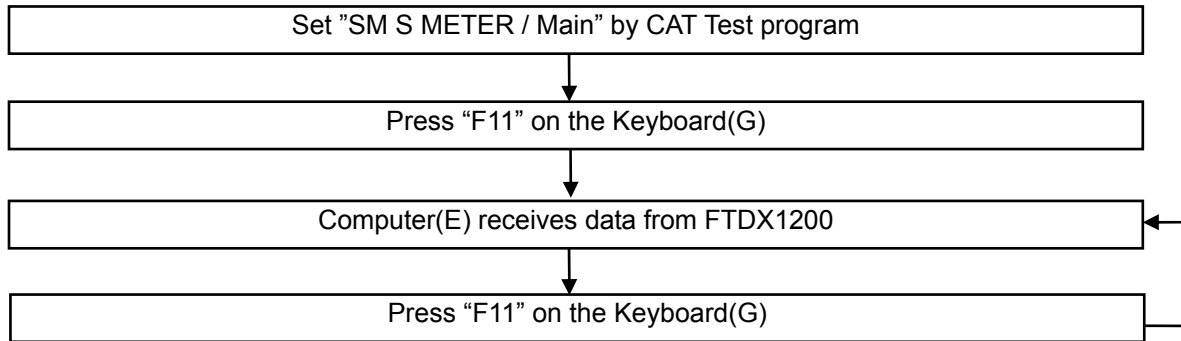 Set ”SM S METER / Main” by CAT Test program
Press “F11” on the Keyboard(G)
Computer(E) receives data from FTDX1200
Press “F11” on the Keyboard(G)